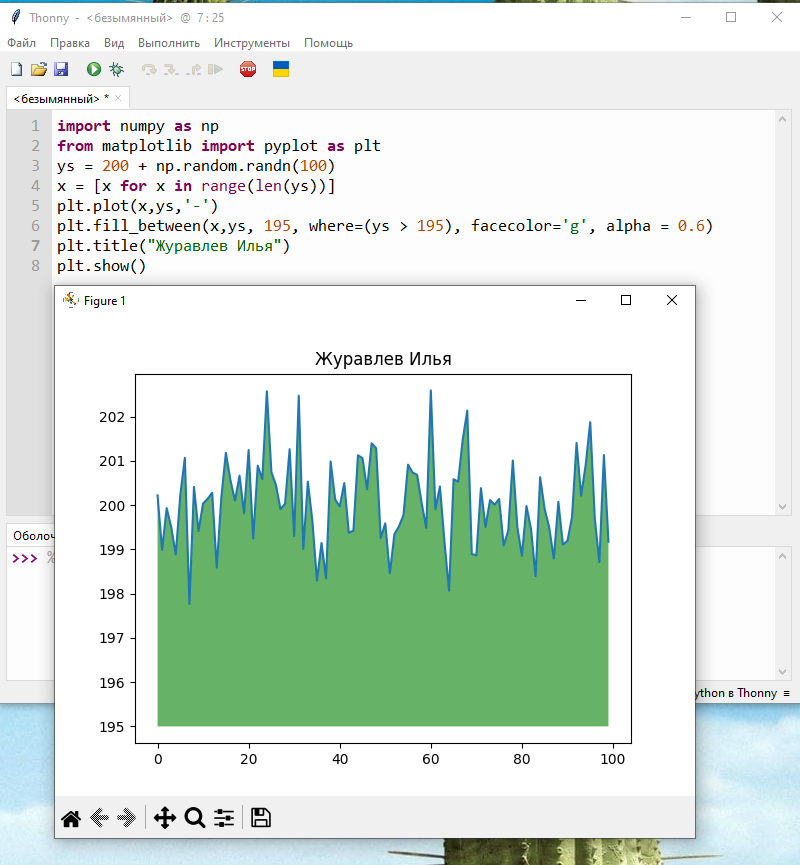 Thonny - <безымянный> @ 7:25
Файл Правка Вид Выполнить Инструменты Помощь
STOP
<безымянный> *
1 import numpy as np
2 from matplotlib import pyplot as plt
3 ys = 200 + np.random.randn(100)
4 x = [x for x in range(len(ys))]
5 plt.plot(x,ys,'-')
6 plt.fill_between(x,ys, 195, where=(ys > 195), facecolor='g', alpha = 0.6)
7 plt.title("Журавлев Илья")
8 plt.show()
Figure 1
Журавлев Илья
202
201
200
199
198
197
196
195
0 20 40 60 80 100
Оболоч
>>> %
ython в Thonny ≡